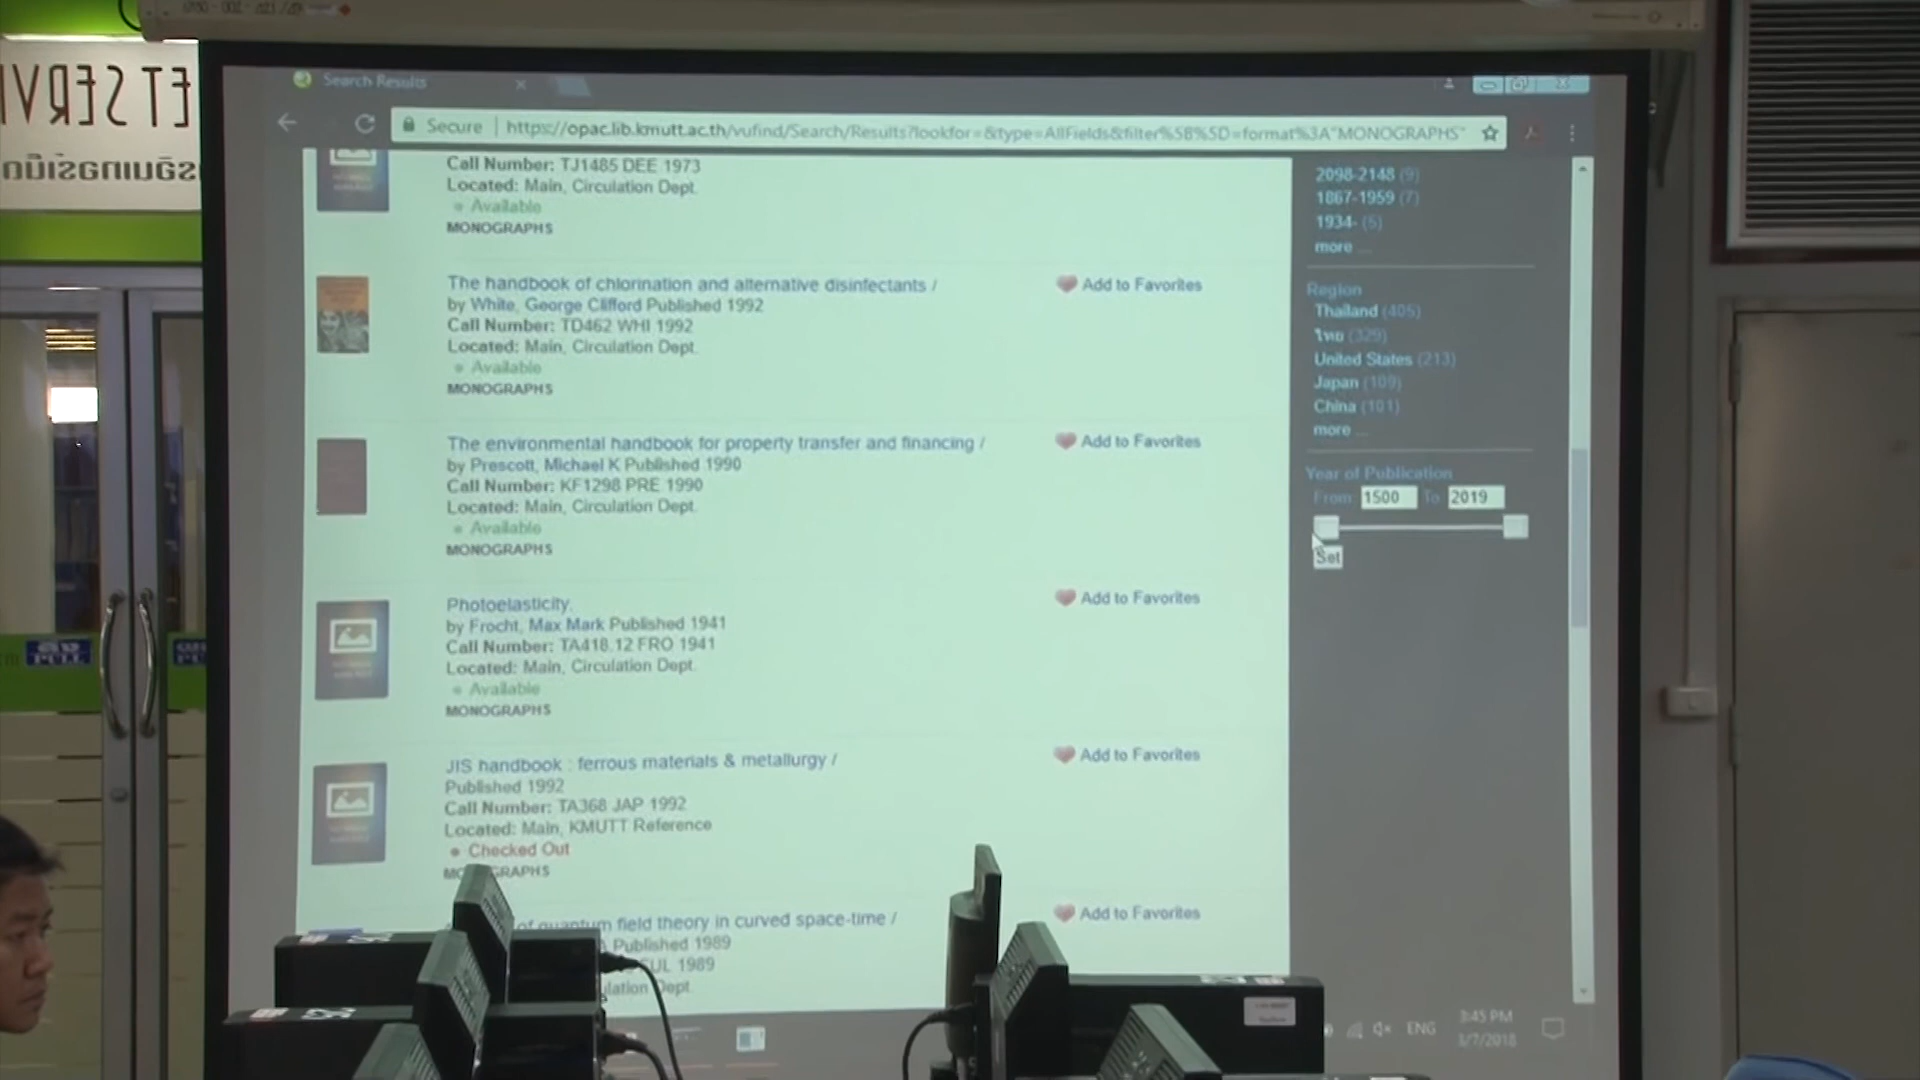 Search Results
Secure
https://opac.lib.kmutt.ac.th/vufind/Search/Results?lookfor=&type=AllFields&filter%5B%5D=format%3A"MONOGRAPHS"
Call Number: TJ1485 DEE 1973
Located: Main, Circulation Dept.
Available
MONOGRAPHS
The handbook of chlorination and alternative disinfectants /
by White, George Clifford Published 1992
Call Number: TD462 WHI 1992
Located: Main, Circulation Dept.
Available
MONOGRAPHS
Add to Favorites
The environmental handbook for property transfer and financing /
by Prescott, Michael K Published 1990
Call Number: KF1298 PRE 1990
Located: Main, Circulation Dept.
Available
MONOGRAPHS
Add to Favorites
Photoelasticity.
by Frocht, Max Mark Published 1941
Call Number: TA418.12 FRO 1941
Located: Main, Circulation Dept.
Available
MONOGRAPHS
Add to Favorites
JIS handbook : ferrous materials & metallurgy /
Published 1992
Call Number: TA368 JAP 1992
Located: Main, KMUTT Reference
Checked Out
Add to Favorites
of quantum field theory in curved space-time /
Published 1989
1989
Dept.
Add to Favorites
2098-2148 (9)
1867-1959 (7)
1934- (5)
more ...
Region
Thailand (405)
ไทย (329)
United States (213)
Japan (109)
China (101)
more ...
Year of Publication
From 1500 To 2019
Set
ENG
3:45 PM
3/7/2018
PULL